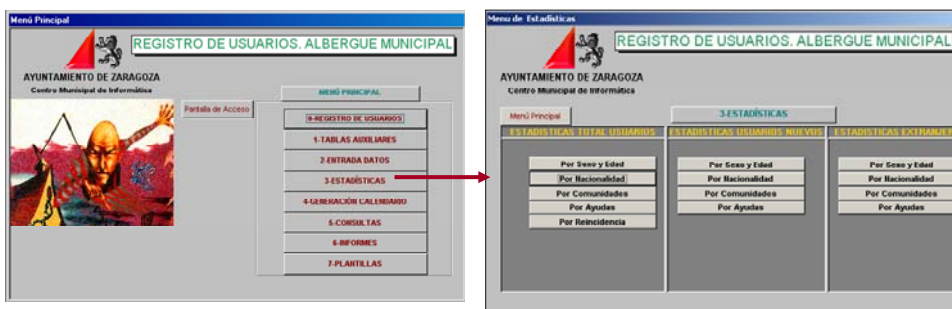 Menú Principal
REGISTRO DE USUARIOS. ALBERGUE MUNICIPAL
AYUNTAMIENTO DE ZARAGOZA
Centro Municipal de Informática
Pantalla de Acceso
MENÚ PRINCIPAL
0-REGISTRO DE USUARIOS
1-TABLAS AUXILIARES
2-ENTRADA DATOS
3-ESTADÍSTICAS
4-GENERACIÓN CALENDARIO
5-CONSULTAS
6-INFORMES
7-PLANTILLAS
Menu de Estadísticas
REGISTRO DE USUARIOS. ALBERGUE MUNICIPAL
AYUNTAMIENTO DE ZARAGOZA
Centro Municipal de Informática
Menú Principal
3-ESTADÍSTICAS
ESTADISTICAS TOTAL USUARIOS
Por Sexo y Edad
Por Nacionalidad
Por Comunidades
Por Ayudas
Por Reincidencia
ESTADISTICAS USUARIOS NUEVOS
Por Sexo y Edad
Por Nacionalidad
Por Comunidades
Por Ayudas
ESTADISTICAS
Por Sexo y Edad
Por Nacionalidad
Por Comunidades
Por Ayudas